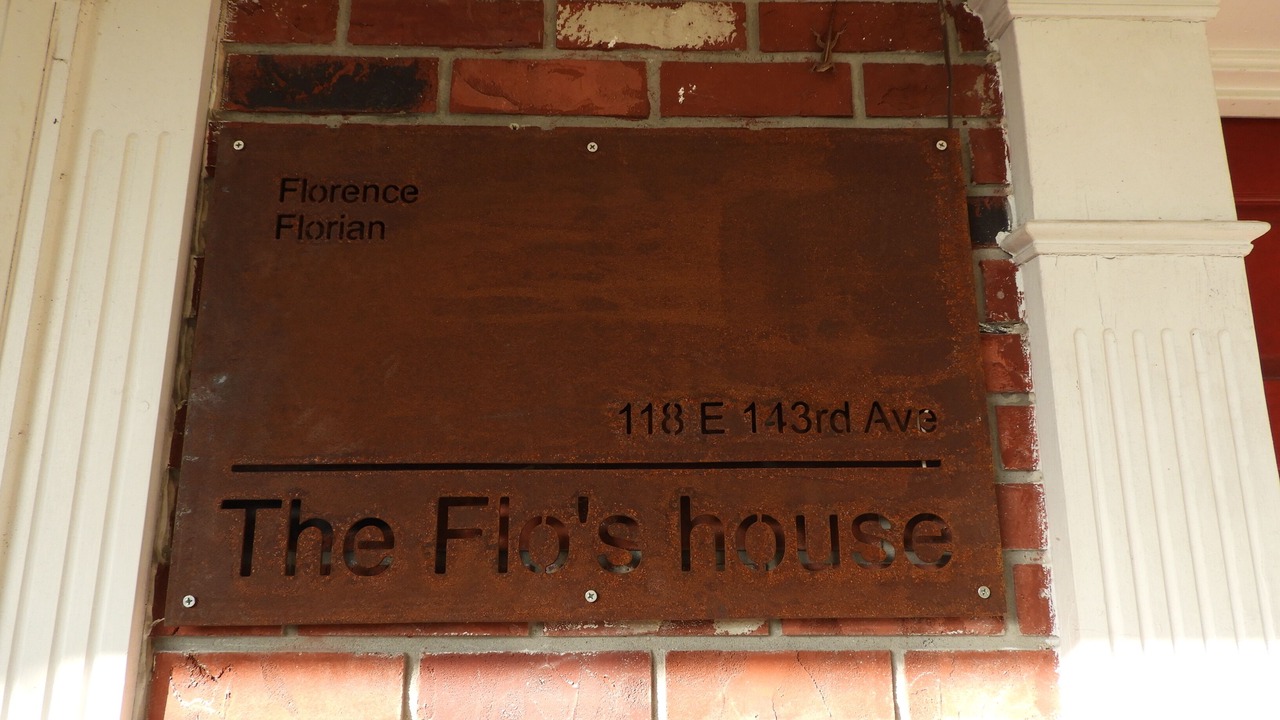 Florence
Florian
118 E 143rd Ave
The Flo's house